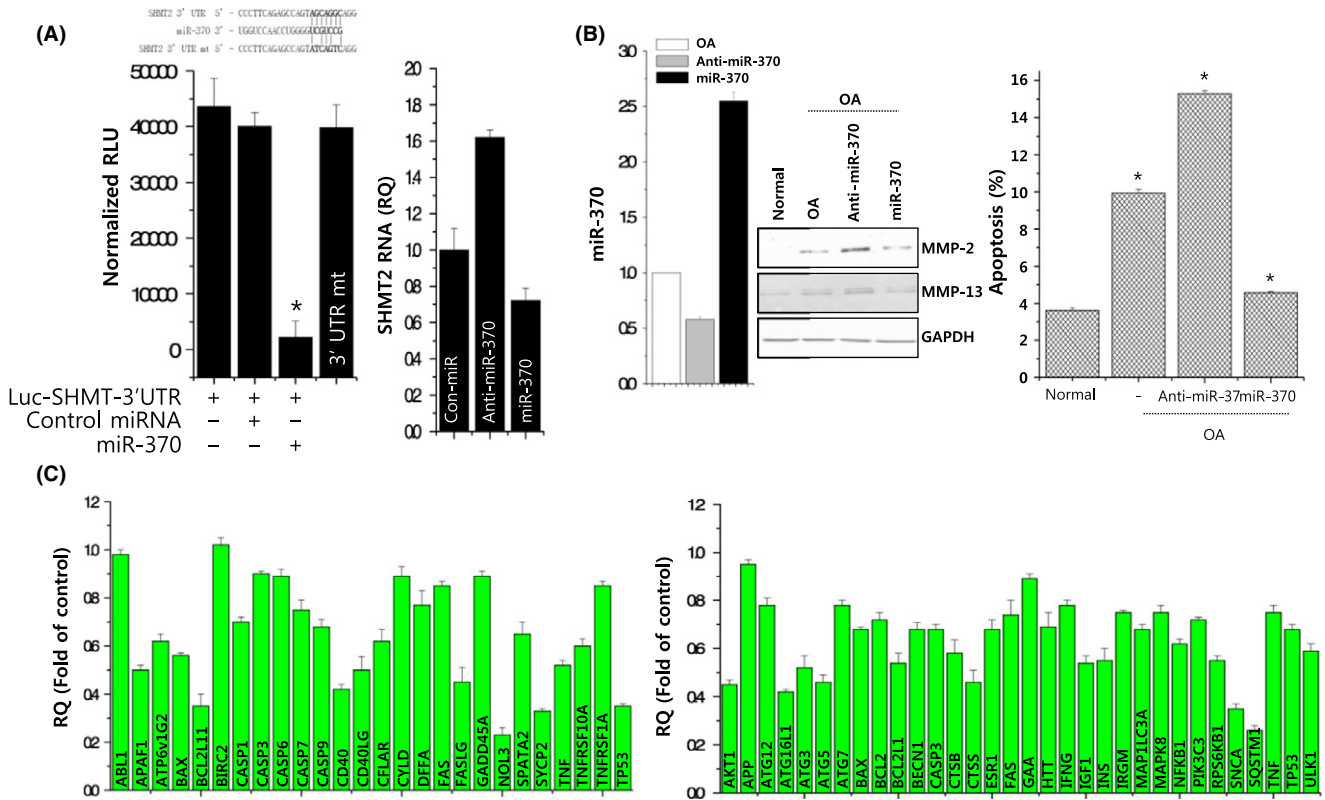 (A)
SHMT2 3' UTR 5' - CCCTTCAGAGCCAGTAGCAGGCAGG
miR-370 3' - UGGUCCAACCUGGGGUCGUCCG
SHMT2 3' UTR mt 5' - CCCTTCAGAGCCAGTATCAGTCAGG
Normalized RLU
50000
40000
30000
20000
10000
0
*
3' UTR mt
Luc-SHMT-3'UTR + + +
Control miRNA – + –
miR-370 – – +
SHMT2 RNA (RQ)
20
18
16
14
12
10
08
06
04
02
00
Con-miR
Anti-miR-370
miR-370
(B)
OA
Anti-miR-370
miR-370
miR-370
30
25
20
15
10
05
00
OA
Normal
OA
Anti-miR-370
miR-370
MMP-2
MMP-13
GAPDH
Apoptosis (%)
16
14
12
10
8
6
4
2
0
*
*
*
Normal - Anti-miR-37miR-370
OA
(C)
RQ (Fold of control)
12
10
08
06
04
02
00
ABL1
APAF1
ATP6v1G2
BAX
BCL2L11
BIRC2
CASP1
CASP3
CASP6
CASP7
CASP9
CD40
CD40LG
CFLAR
CYLD
DFFA
FAS
FASLG
GADD45A
NOL3
SPATA2
SYCP2
TNF
TNFRSF10A
TNFRSF1A
TP53
RQ (Fold of control)
12
10
08
06
04
02
00
AKT1
APP
ATG12
ATG16L1
ATG3
ATG5
ATG7
BAX
BCL2
BCL2L1
BECN1
CASP3
CTSB
CTSS
ESR1
FAS
GAA
HTT
IFNG
IGF1
INS
IRGM
MAP1LC3A
MAPK8
NFKB1
PIK3C3
RPS6KB1
SNCA
SQSTM1
TNF
TP53
ULK1